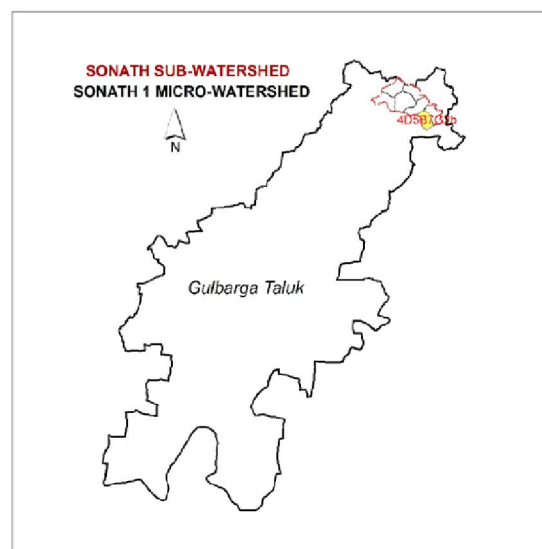 SONATH SUB-WATERSHED
SONATH 1 MICRO-WATERSHED
N
Gulbarga Taluk